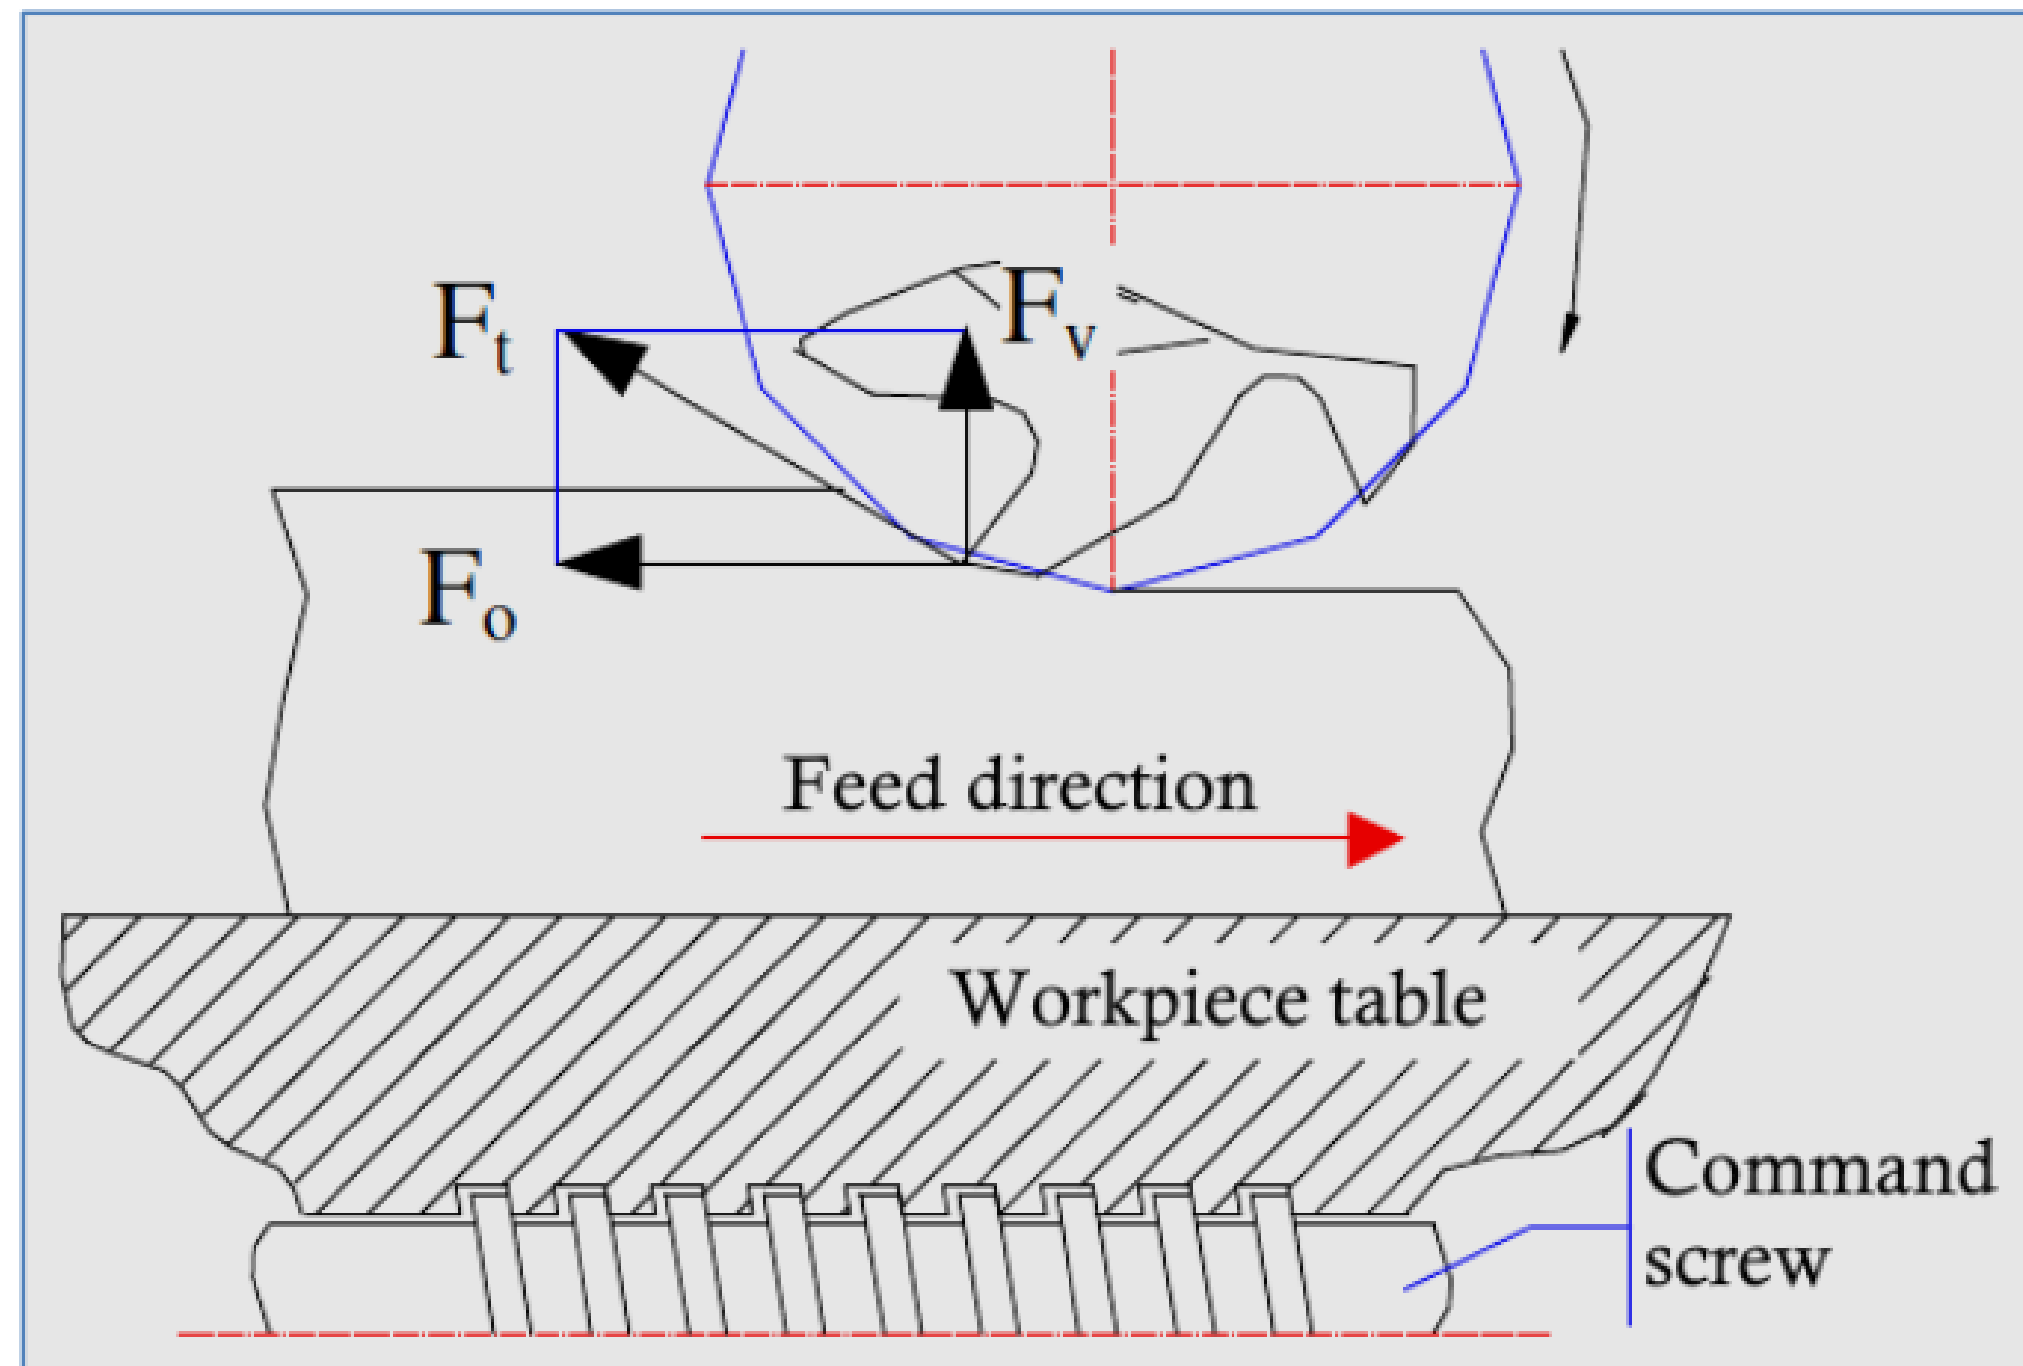 Fv
Ft
Fo
Feed direction
Workpiece table
Command
screw